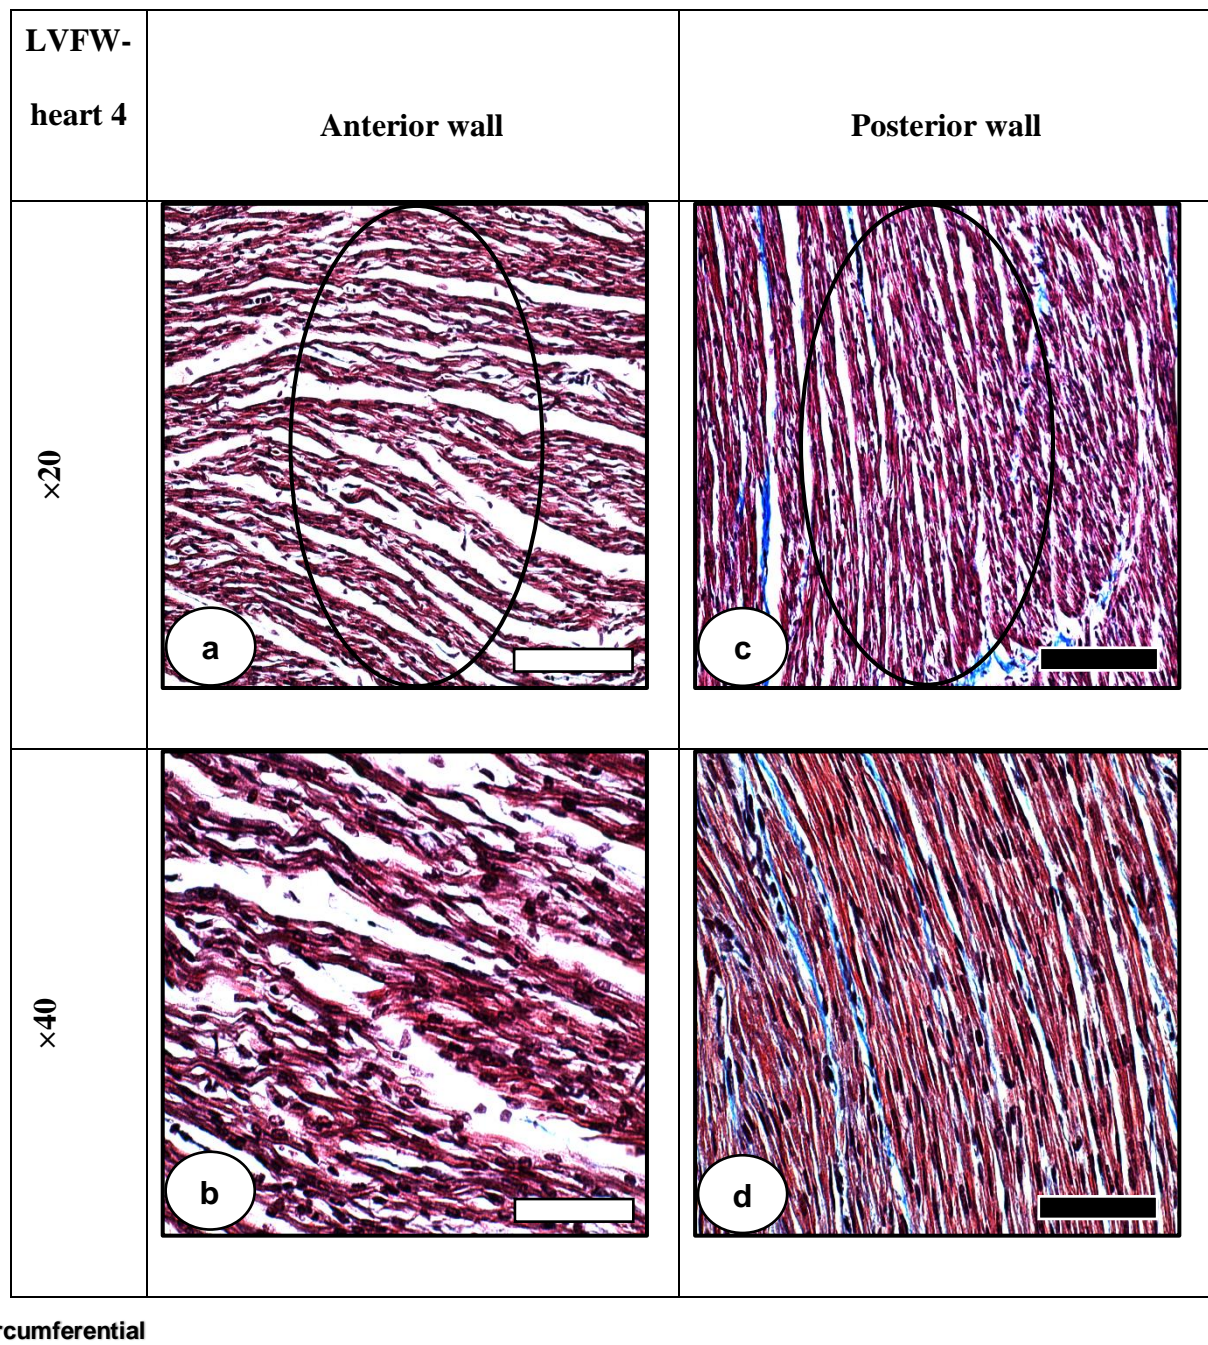 LVFW-
heart 4
Anterior wall
Posterior wall
×20
a
c
×40
b
d
rcumferential